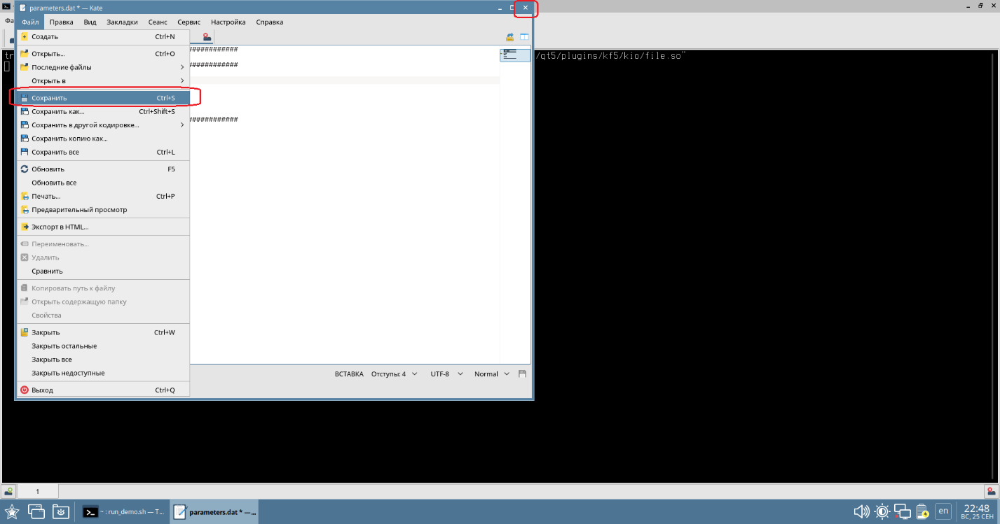 parameters.dat * — Kate
Файл Правка Вид Закладки Сеанс Сервис Настройка Справка
Создать Ctrl+N
Открыть... Ctrl+O
############
Последние файлы
############
Открыть в
Сохранить Ctrl+S
Сохранить как... Ctrl+Shift+S
############
Сохранить в другой кодировке...
Сохранить копию как...
Сохранить все Ctrl+L
Обновить F5
Обновить все
Печать... Ctrl+P
Предварительный просмотр
Экспорт в HTML...
Переименовать...
Удалить
Сравнить
Копировать путь к файлу
Открыть содержащую папку
Свойства
Закрыть Ctrl+W
Закрыть остальные
Закрыть все
Закрыть недоступные
Выход Ctrl+Q
ВСТАВКА Отступы: 4 UTF-8 Normal
/qt5/plugins/kf5/kio/file.so"
1
~ : run_demo.sh — T...
parameters.dat * —...
en
22:48
ВС, 25 СЕН